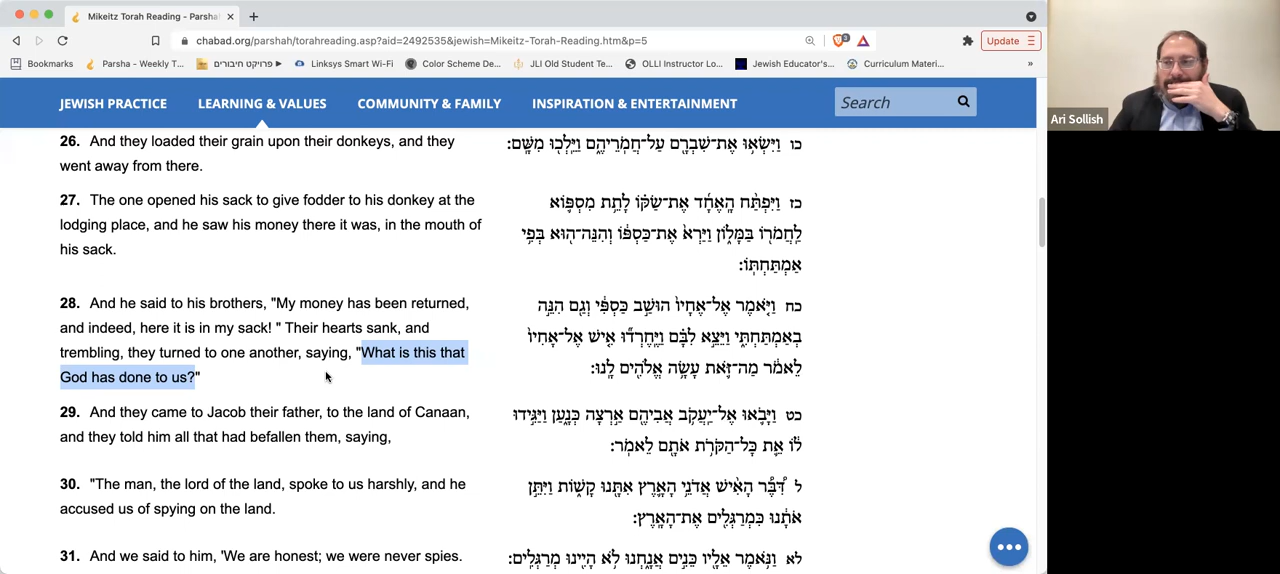 Mikeitz Torah Reading - Parsha
chabad.org/parshah/torahreading.asp?aid=2492535&jewish=Mikeitz-Torah-Reading.htm&p=5
Update
Bookmarks
Parsha - Weekly T...
פרויקט חיבורים
Linksys Smart Wi-Fi
Color Scheme De...
JLI Old Student Te...
OLLI Instructor Lo...
Jewish Educator's...
Curriculum Materi...
»
JEWISH PRACTICE
LEARNING & VALUES
COMMUNITY & FAMILY
INSPIRATION & ENTERTAINMENT
Search
Ari Sollish
26. And they loaded their grain upon their donkeys, and they
went away from there.
כו וַיִּשְׂא֥וּ אֶת־שִׁבְרָ֖ם עַל־חֲמֹרֵיהֶ֑ם וַיֵּֽלְכ֖וּ מִשָּֽׁם:
27. The one opened his sack to give fodder to his donkey at the
lodging place, and he saw his money there it was, in the mouth of
his sack.
כז וַיִּפְתַּ֨ח הָֽאֶחָ֜ד אֶת־שַׂקּ֗וֹ לָתֵ֥ת מִסְפּ֛וֹא
לַֽחֲמֹר֖וֹ בַּמָּל֑וֹן וַיַּרְא֙ אֶת־כַּסְפּ֔וֹ וְהִנֵּה־ה֖וּא בְּפִ֥י
אַמְתַּחְתּֽוֹ:
28. And he said to his brothers, "My money has been returned,
and indeed, here it is in my sack! " Their hearts sank, and
trembling, they turned to one another, saying, "What is this that
God has done to us?"
כח וַיֹּ֤אמֶר אֶל־אֶחָיו֙ הוּשַׁ֣ב כַּסְפִּ֔י וְגַ֖ם הִנֵּ֣ה
בְאַמְתַּחְתִּ֑י וַיֵּצֵ֣א לִבָּ֗ם וַיֶּֽחֶרְד֞וּ אִ֤ישׁ אֶל־אָחִיו֙
לֵאמֹ֔ר מַה־זֹּ֛את עָשָׂ֥ה אֱלֹהִ֖ים לָֽנוּ:
29. And they came to Jacob their father, to the land of Canaan,
and they told him all that had befallen them, saying,
כט וַיָּבֹ֛אוּ אֶל־יַֽעֲקֹ֥ב אֲבִיהֶ֖ם אַ֣רְצָה כְּנָ֑עַן וַיַּגִּ֣ידוּ
ל֔וֹ אֵ֛ת כָּל־הַקֹּרֹ֥ת אֹתָ֖ם לֵאמֹֽר:
30. "The man, the lord of the land, spoke to us harshly, and he
accused us of spying on the land.
ל דִּ֠בֶּ֠ר הָאִ֨ישׁ אֲדֹנֵ֥י הָאָ֛רֶץ אִתָּ֖נוּ קָשׁ֑וֹת וַיִּתֵּ֣ן
אֹתָ֔נוּ כִּֽמְרַגְּלִ֖ים אֶת־הָאָֽרֶץ:
31. And we said to him, 'We are honest; we were never spies.
לא וַנֹּ֥אמֶר אֵלָ֖יו כֵּנִ֣ים אֲנָ֑חְנוּ לֹ֥א הָיִ֖ינוּ מְרַגְּלִֽים: